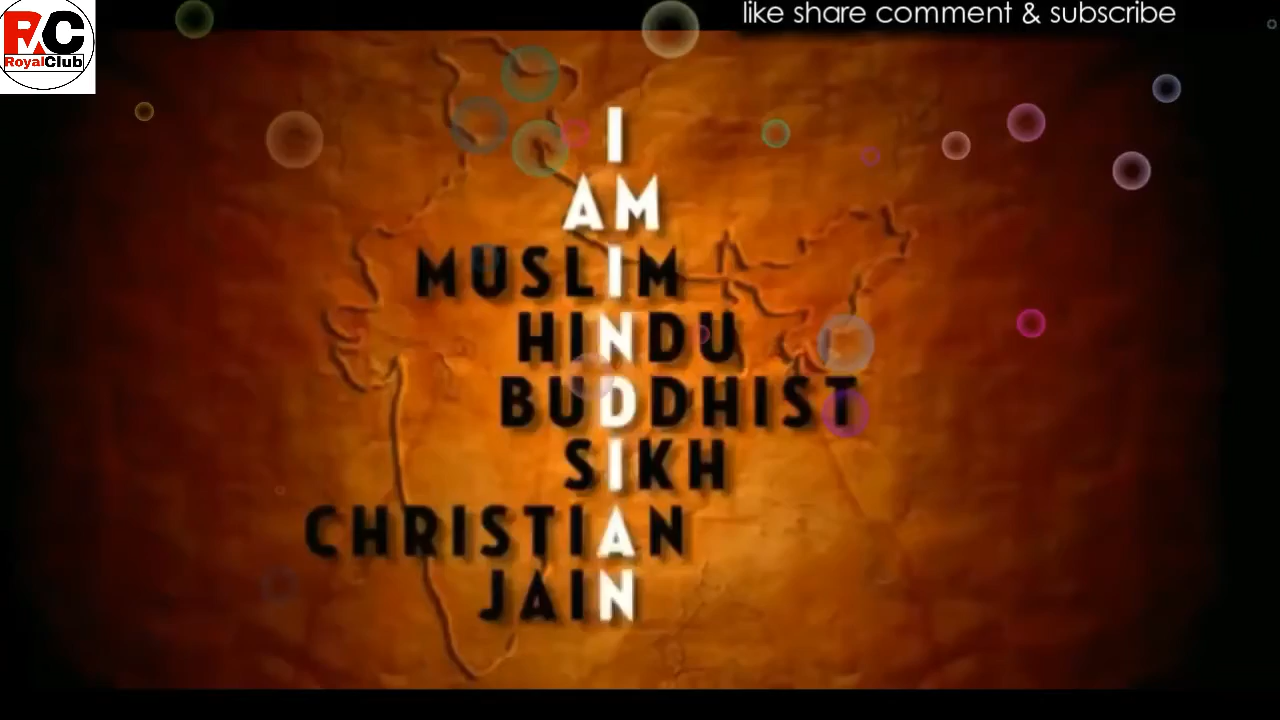 like share comment & subscribe
RC
RoyalClub
I
AM
MUSLIM
HINDU
BUDDHIST
SIKH
CHRISTIAN
JAIN